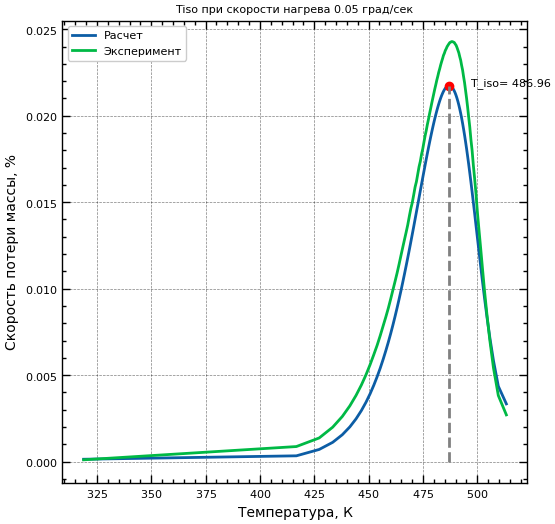 Tiso при скорости нагрева 0.05 град/сек
Расчет
Эксперимент
T_iso= 486.96
Скорость потери массы, %
0.025
0.020
0.015
0.010
0.005
0.000
325 350 375 400 425 450 475 500
Температура, К